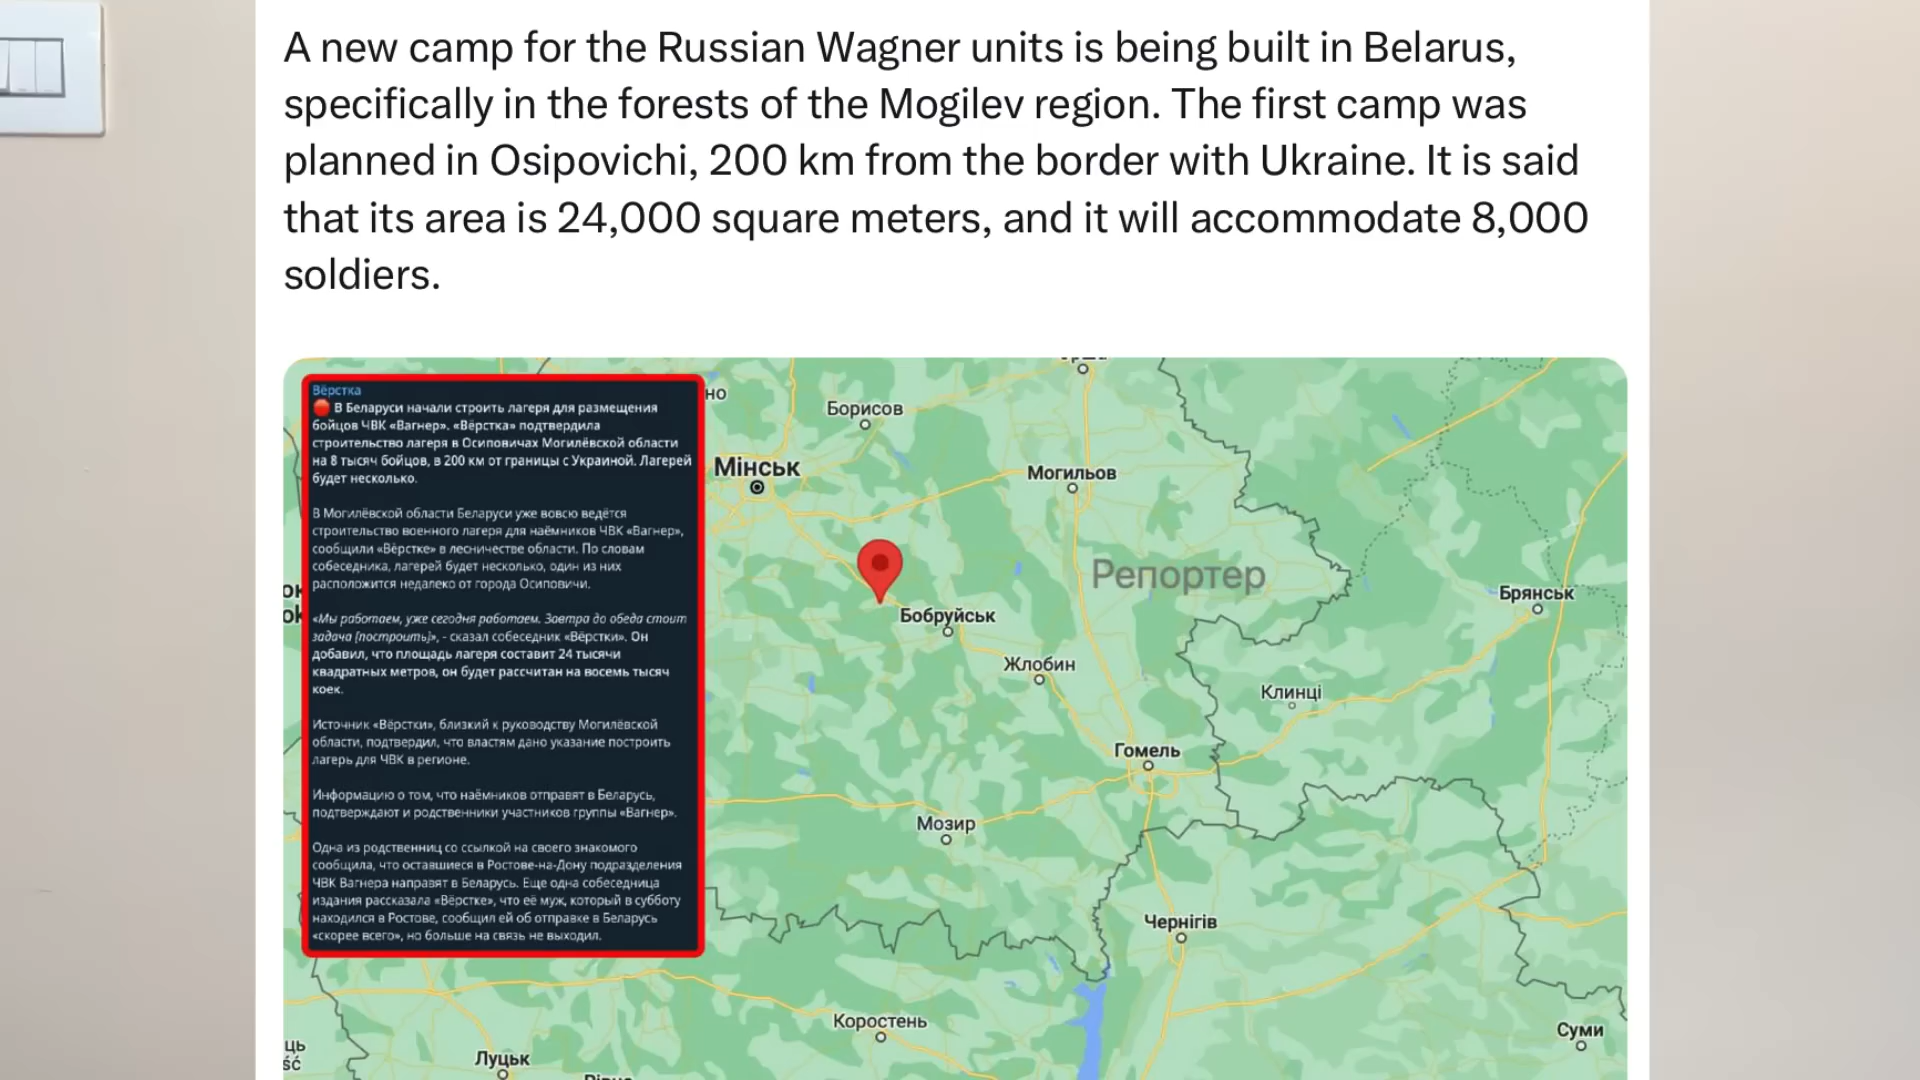 A new camp for the Russian Wagner units is being built in Belarus,
specifically in the forests of the Mogilev region. The first camp was
planned in Osipovichi, 200 km from the border with Ukraine. It is said
that its area is 24,000 square meters, and it will accommodate 8,000
soldiers.
Вёрстка
В Беларуси начали строить лагеря для размещения
бойцов ЧВК «Вагнер». «Вёрстка» подтвердила
строительство лагеря в Осиповичах Могилёвской области
на 8 тысяч бойцов, в 200 км от границы с Украиной. Лагерей
будет несколько.
В Могилёвской области Беларуси уже вовсю ведётся
строительство военного лагеря для наёмников ЧВК «Вагнер»,
сообщили «Вёрстке» в лесничестве области. По словам
собеседника, лагерей будет несколько, один из них
расположится недалеко от города Осиповичи.
«Мы работаем, уже сегодня работаем. Завтра до обеда стоит
задача [построить]», - сказал собеседник «Вёрстки». Он
добавил, что площадь лагеря составит 24 тысячи
квадратных метров, он будет рассчитан на восемь тысяч
коек.
Источник «Вёрстки», близкий к руководству Могилёвской
области, подтвердил, что властям дано указание построить
лагерь для ЧВК в регионе.
Информацию о том, что наёмников отправят в Беларусь,
подтверждают и родственники участников группы «Вагнер».
Одна из родственниц со ссылкой на своего знакомого
сообщила, что оставшиеся в Ростове-на-Дону подразделения
ЧВК Вагнера направят в Беларусь. Еще одна собеседница
издания рассказала «Вёрстке», что её муж, который в субботу
находился в Ростове, сообщил ей об отправке в Беларусь
«скорее всего», но больше на связь не выходил.
но
Борисов
Мінськ
Могильов
Репортер
Бобруйськ
Брянськ
Жлобин
Клинці
Гомель
Мозир
Чернігів
Коростень
Суми
ць
ść
Луцьк